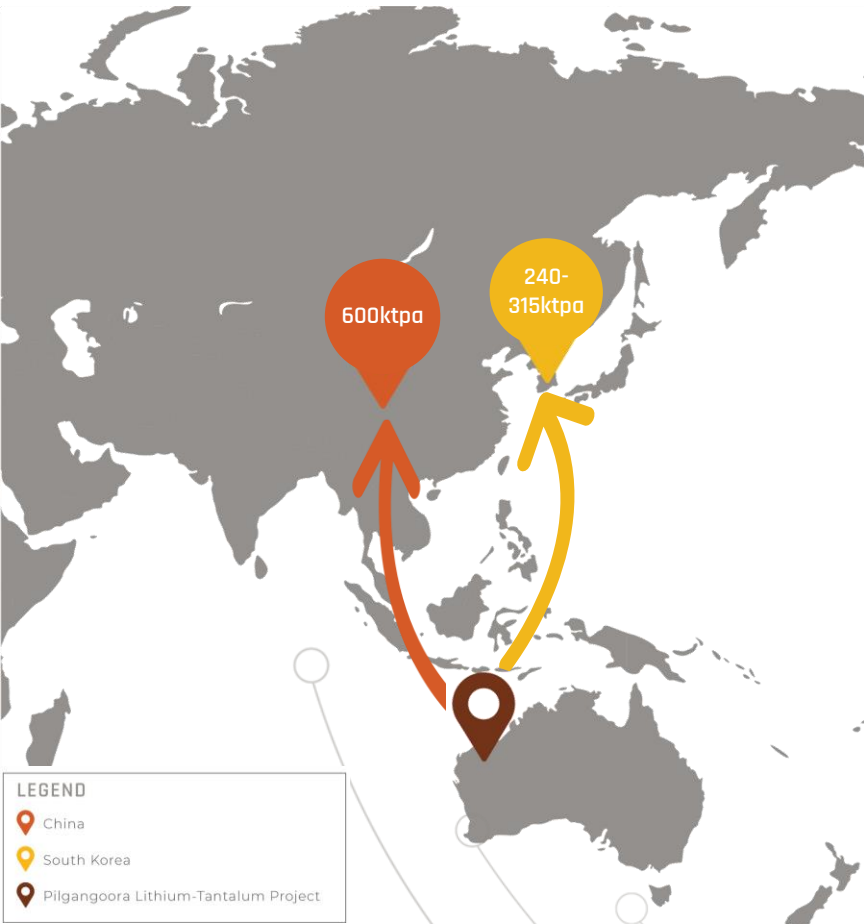 240-
315ktpa
600ktpa
LEGEND
China
South Korea
Pilgangoora Lithium-Tantalum Project